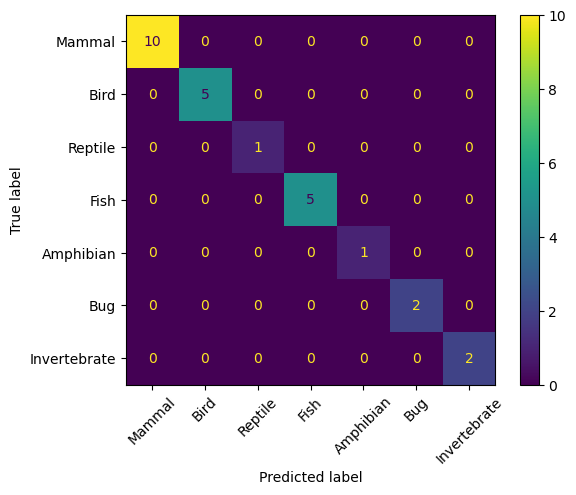 Mammal 10 0 0 0 0 0 0
Bird 0 5 0 0 0 0 0
Reptile 0 0 1 0 0 0 0
Fish 0 0 0 5 0 0 0
Amphibian 0 0 0 0 1 0 0
Bug 0 0 0 0 0 2 0
Invertebrate 0 0 0 0 0 0 2
True label
Mammal Bird Reptile Fish Amphibian Bug Invertebrate
Predicted label
10
8
6
4
2
0